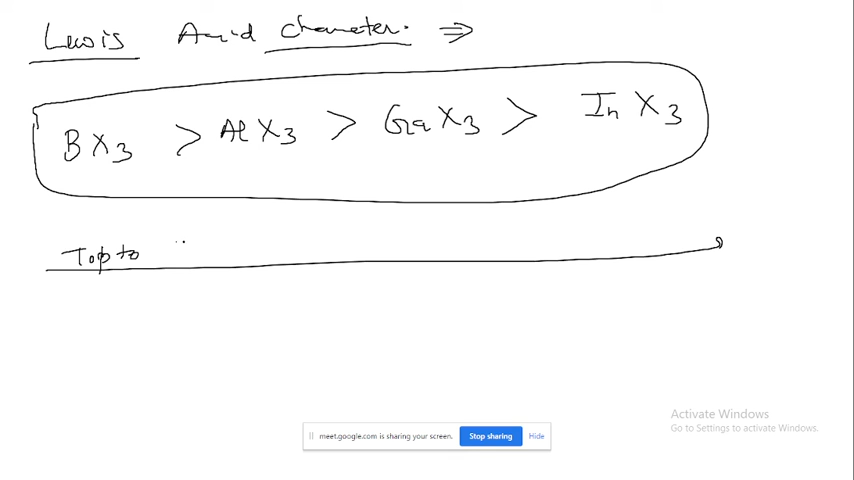 Lewis Acid Character. ⇒
BX3 > AlX3 > GaX3 > InX3
Top to
Activate Windows
Go to Settings to activate Windows.
meet.google.com is sharing your screen. Stop sharing Hide